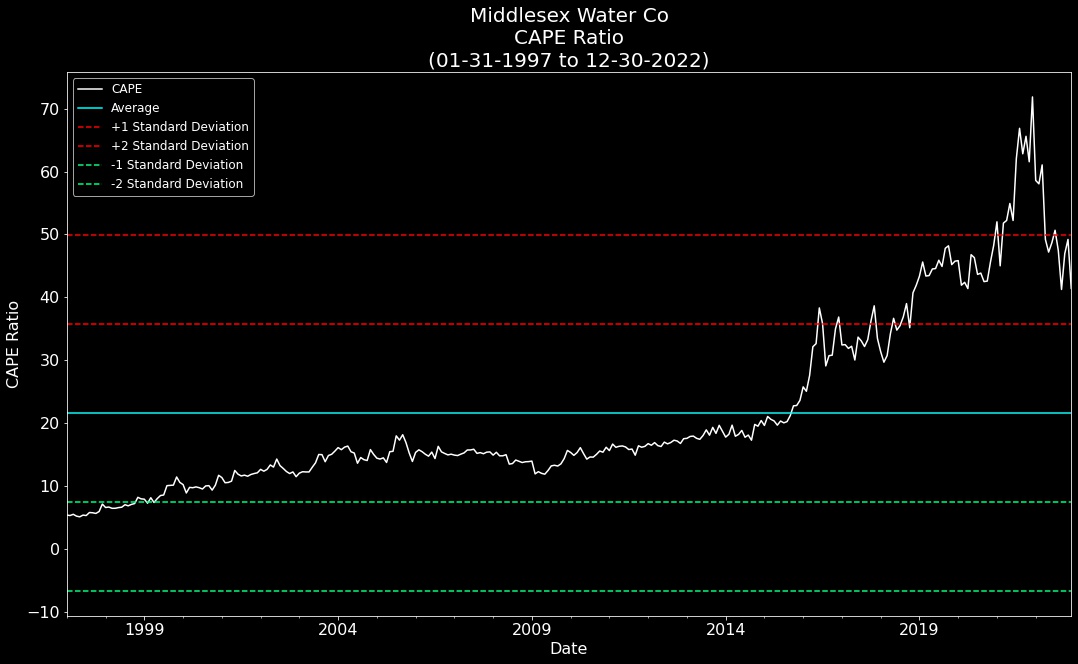 Middlesex Water Co
CAPE Ratio
(01-31-1997 to 12-30-2022)
CAPE
Average
+1 Standard Deviation
+2 Standard Deviation
-1 Standard Deviation
-2 Standard Deviation
CAPE Ratio
70
60
50
40
30
20
10
0
−10
1999 2004 2009 2014 2019
Date